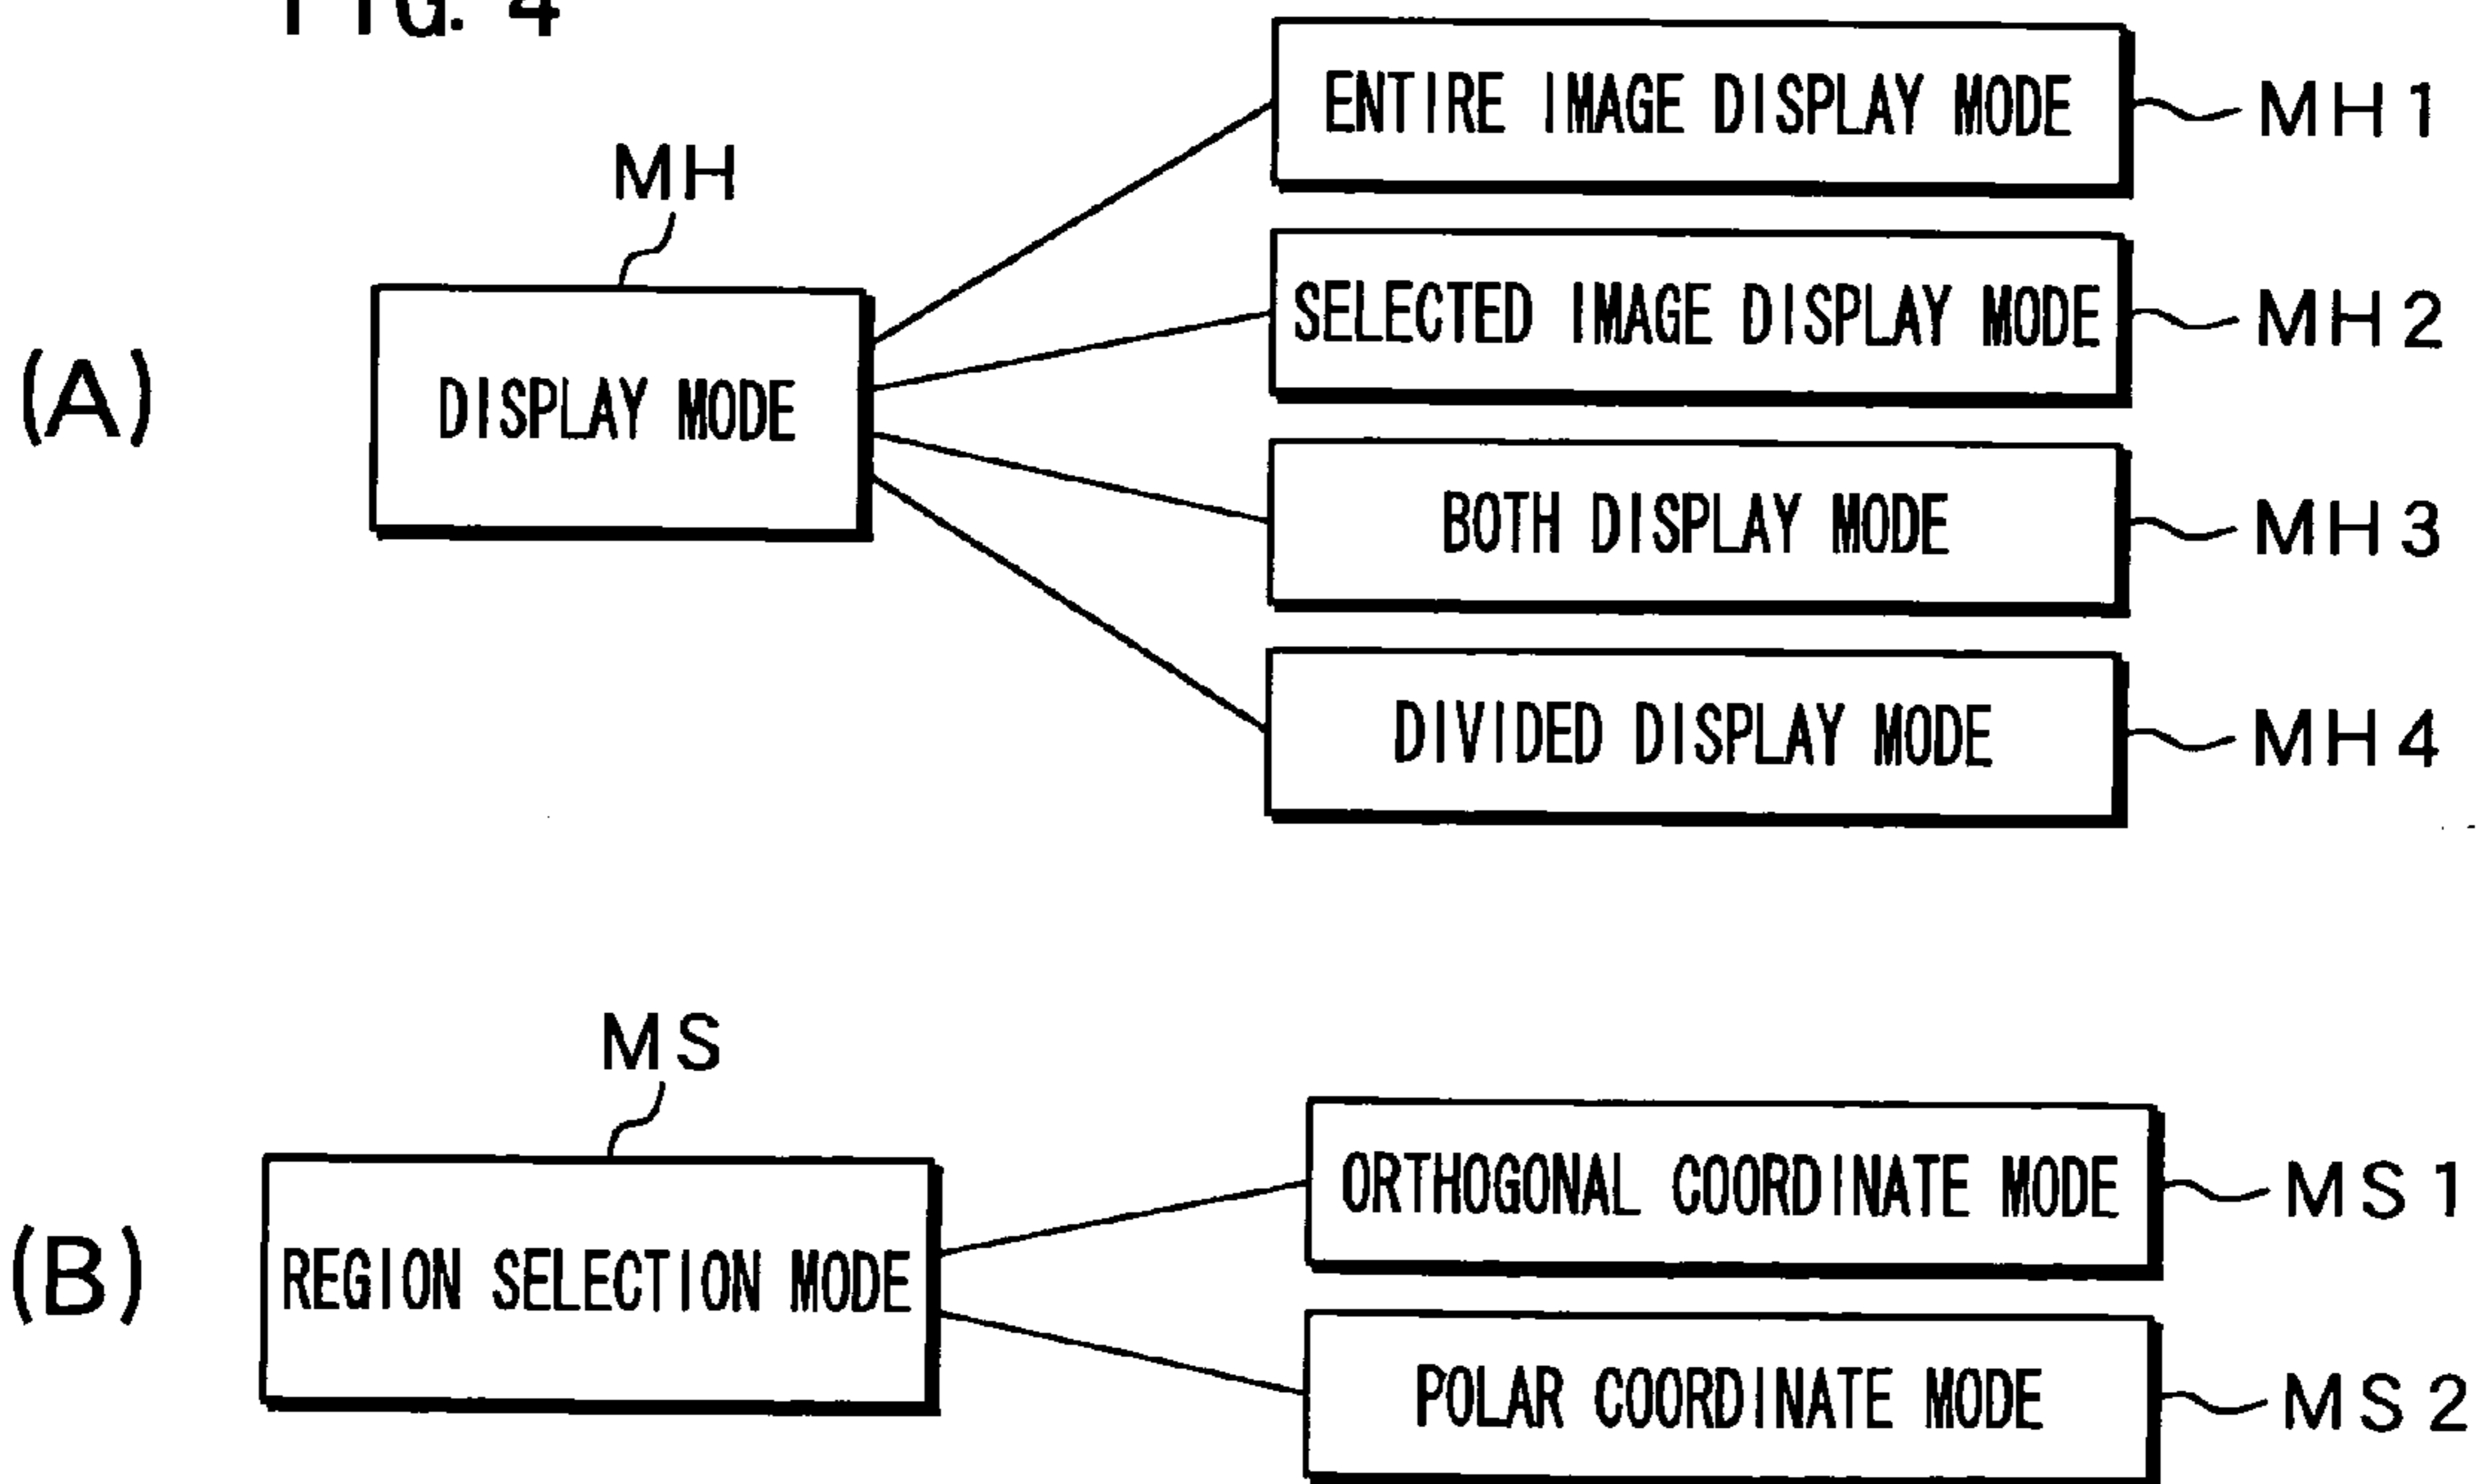 FIG. 4
(A)
MH
DISPLAY MODE
ENTIRE IMAGE DISPLAY MODE
MH1
SELECTED IMAGE DISPLAY MODE
MH2
BOTH DISPLAY MODE
MH3
DIVIDED DISPLAY MODE
MH4
(B)
MS
REGION SELECTION MODE
ORTHOGONAL COORDINATE MODE
MS1
POLAR COORDINATE MODE
MS2